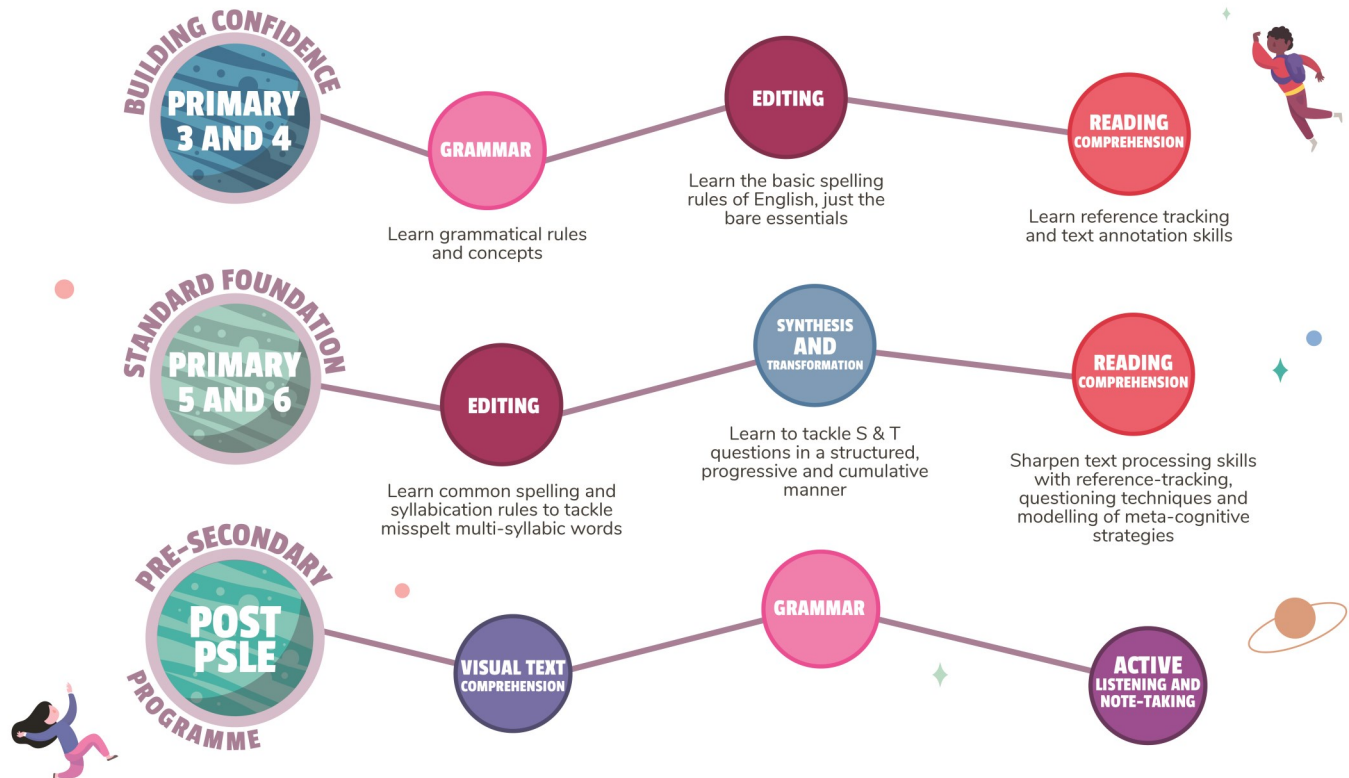 BUILDING CONFIDENCE
PRIMARY
3 AND 4
GRAMMAR
Learn grammatical rules
and concepts
EDITING
Learn the basic spelling
rules of English, just the
bare essentials
READING
COMPREHENSION
Learn reference tracking
and text annotation skills
STANDARD FOUNDATION
PRIMARY
5 AND 6
EDITING
Learn common spelling and
syllabication rules to tackle
misspelt multi-syllabic words
SYNTHESIS
AND
TRANSFORMATION
Learn to tackle S & T
questions in a structured,
progressive and cumulative
manner
READING
COMPREHENSION
Sharpen text processing skills
with reference-tracking,
questioning techniques and
modelling of meta-cognitive
strategies
PRE-SECONDARY
POST
PSLE
PROGRAMME
VISUAL TEXT
COMPREHENSION
GRAMMAR
ACTIVE
LISTENING AND
NOTE-TAKING